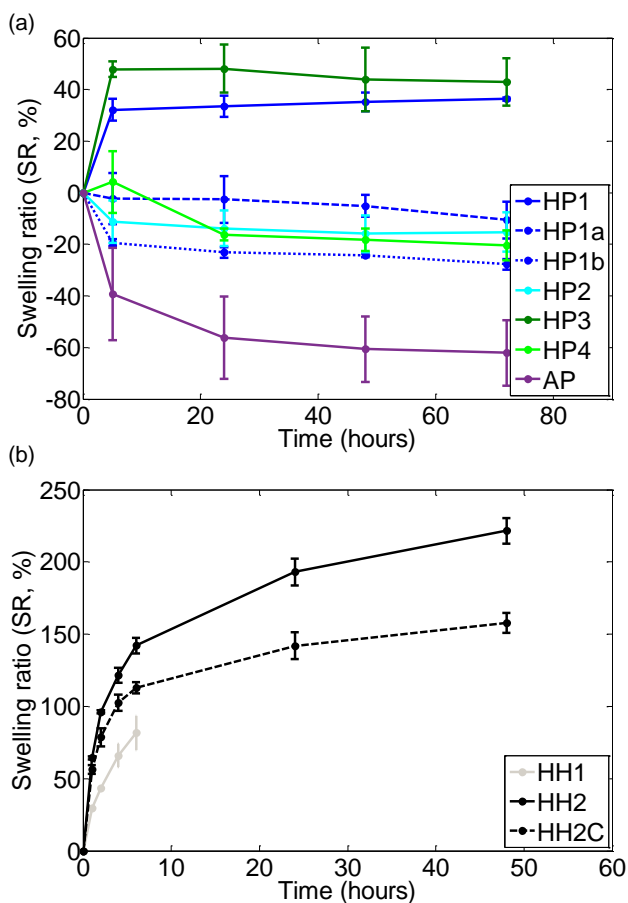 (a)
Swelling ratio (SR, %)
60
40
20
0
-20
-40
-60
-80
0 20 40 60 80
Time (hours)
HP1
HP1a
HP1b
HP2
HP3
HP4
AP
(b)
Swelling ratio (SR, %)
250
200
150
100
50
0
0 10 20 30 40 50 60
Time (hours)
HH1
HH2
HH2C